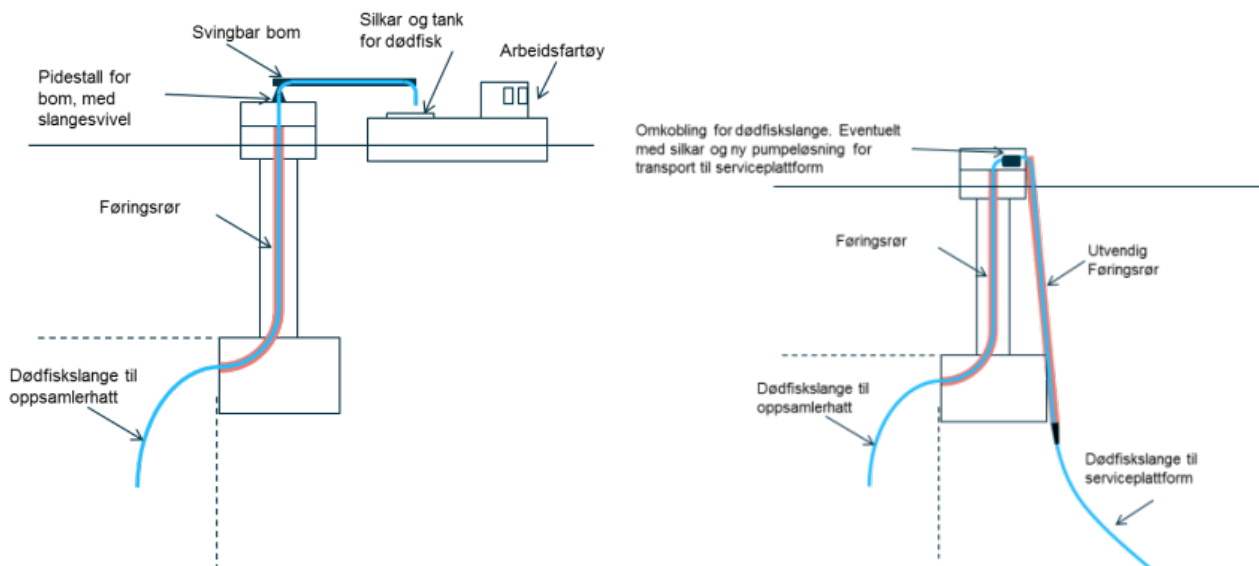 Svingbar bom
Silkar og tank
for dødfisk
Arbeidsfartøy
Pidestall for
bom, med
slangesvivel
Føringsrør
Dødfiskslange til
oppsamlerhatt
Omkobling for dødfiskslange. Eventuelt
med silkar og ny pumpeløsning for
transport til serviceplattform
Føringsrør
Utvendig
Føringsrør
Dødfiskslange til
oppsamlerhatt
Dødfiskslange til
serviceplattform